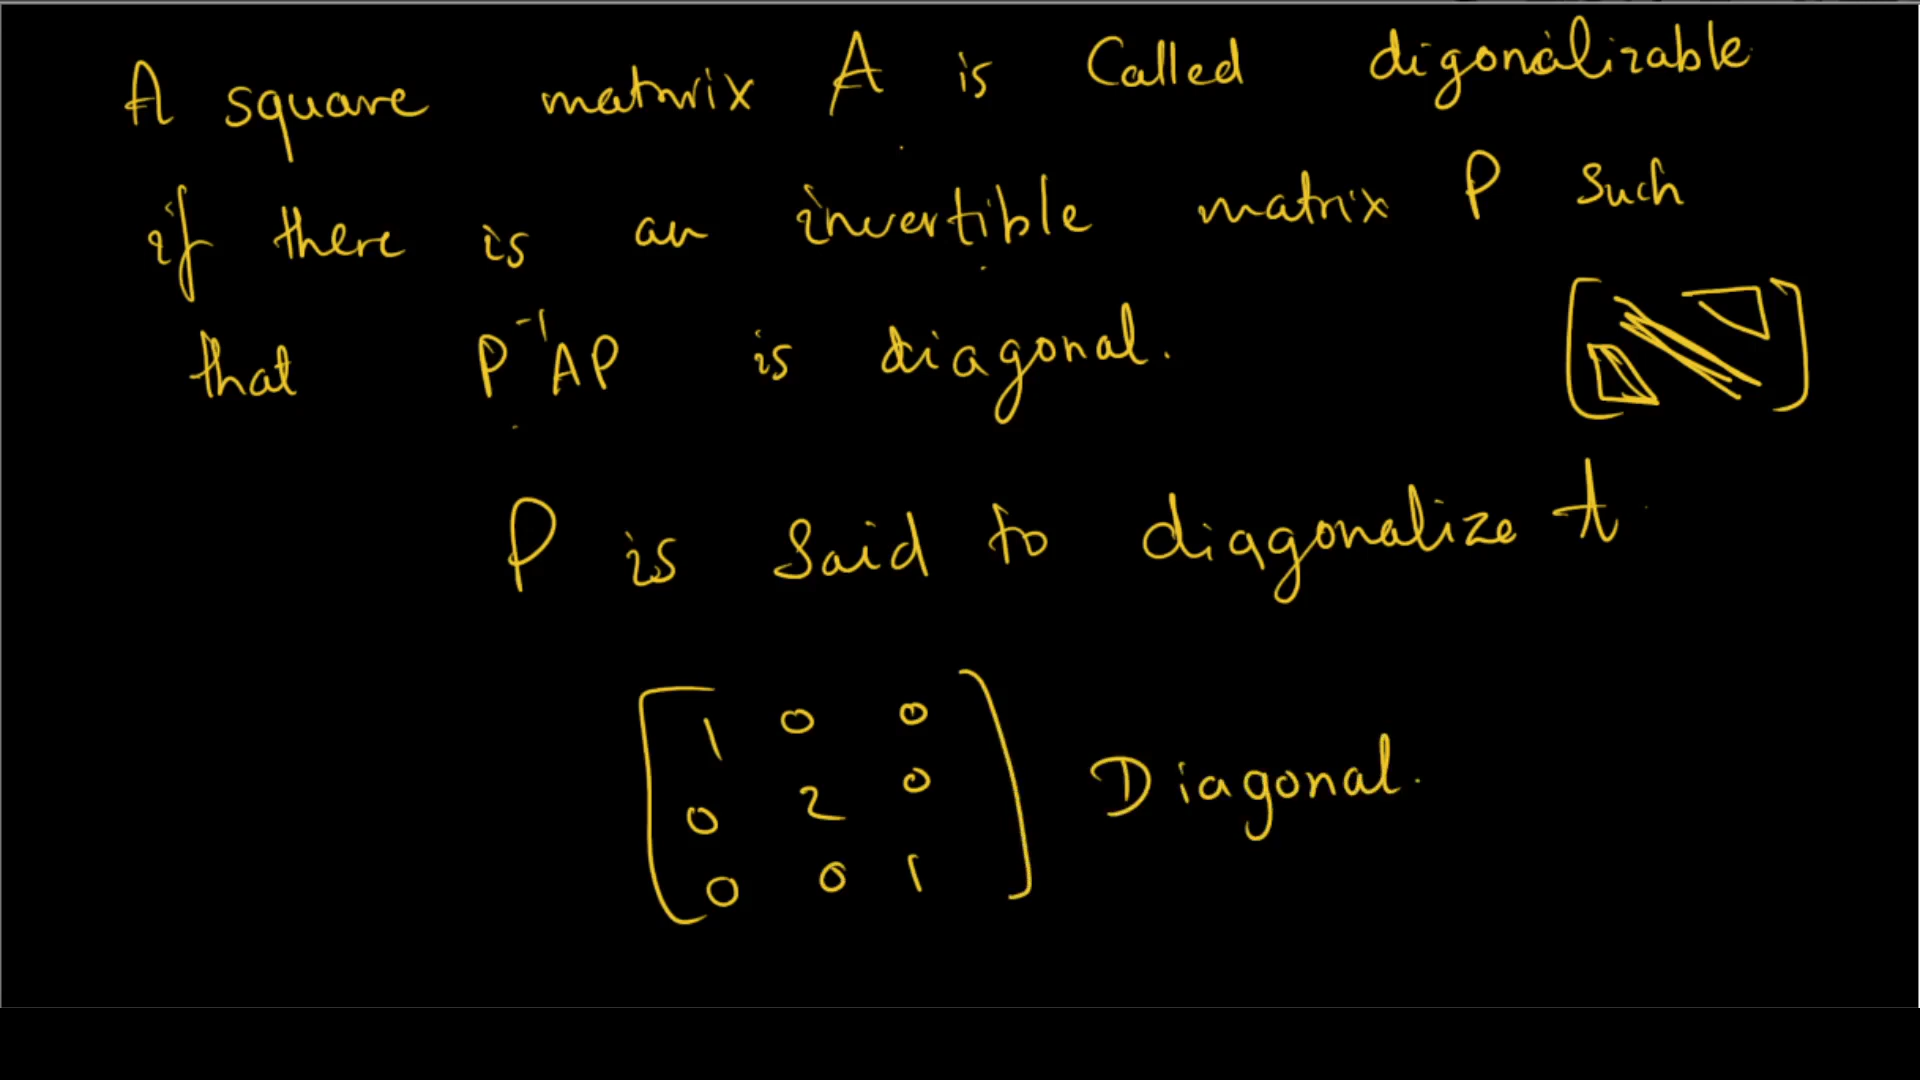 A square matrix A is Called digonalizable
if there is an invertible matrix P such
that P⁻¹AP is diagonal.
P is said to diagonalize A
1 0 0
0 2 0 Diagonal.
0 0 1